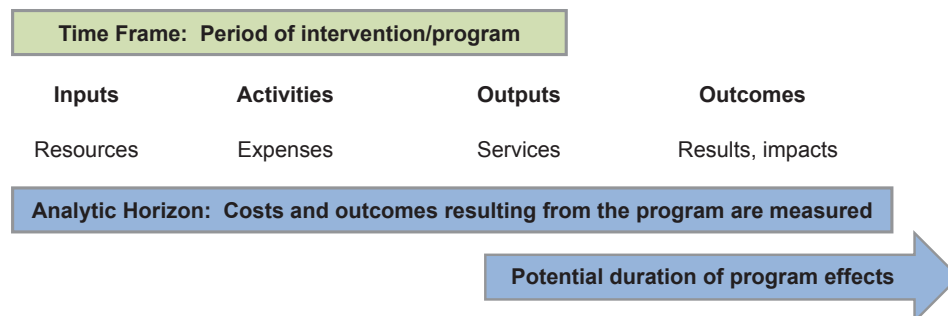 Time Frame: Period of intervention/program
Inputs Activities Outputs Outcomes
Resources Expenses Services Results, impacts
Analytic Horizon: Costs and outcomes resulting from the program are measured
Potential duration of program effects